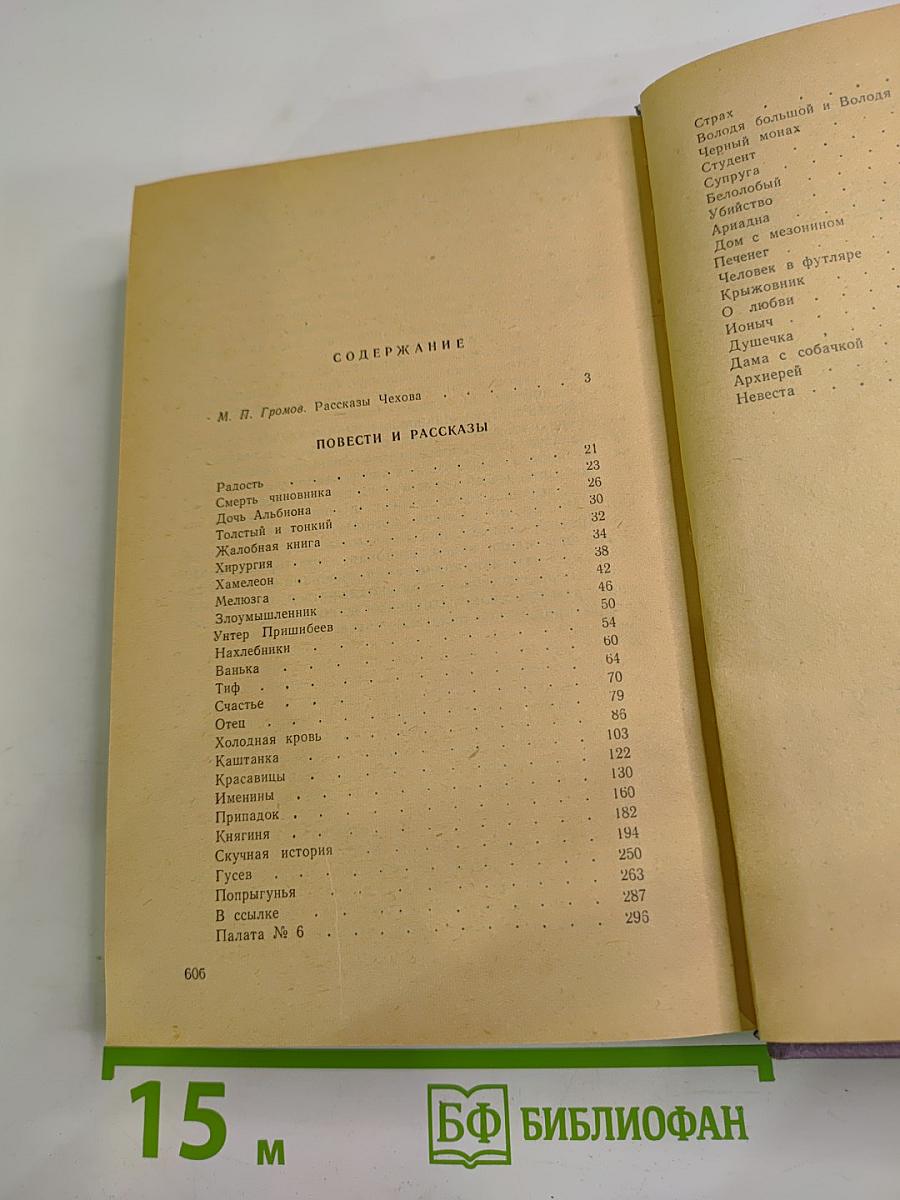 СОДЕРЖАНИЕ
М. П. Громов. Рассказы Чехова . . . . . . 3
ПОВЕСТИ И РАССКАЗЫ
Радость . . . . . . . . . . 21
Смерть чиновника . . . . . . . . 23
Дочь Альбиона . . . . . . . . 26
Толстый и тонкий . . . . . . . . 30
Жалобная книга . . . . . . . . 32
Хирургия . . . . . . . . . . 34
Хамелеон . . . . . . . . . . 38
Мелюзга . . . . . . . . . . 42
Злоумышленник . . . . . . . . 46
Унтер Пришибеев . . . . . . . . 50
Нахлебники . . . . . . . . . 54
Ванька . . . . . . . . . . 60
Тиф . . . . . . . . . . . 64
Счастье . . . . . . . . . . 70
Отец . . . . . . . . . . . 79
Холодная кровь . . . . . . . . 86
Каштанка . . . . . . . . . . 103
Красавицы . . . . . . . . . 122
Именины . . . . . . . . . . 130
Припадок . . . . . . . . . . 160
Княгиня . . . . . . . . . . 182
Скучная история . . . . . . . . 194
Гусев . . . . . . . . . . . 250
Попрыгунья . . . . . . . . . 263
В ссылке . . . . . . . . . . 287
Палата № 6 . . . . . . . . . 296
606
Страх . . . .
Володя большой и Володя
Черный монах . . .
Студент . . . .
Супруга . . . .
Белолобый . . . .
Убийство . . . .
Ариадна . . . .
Дом с мезонином . .
Печенег . . . .
Человек в футляре . .
Крыжовник . . . .
О любви . . . .
Ионыч . . . .
Душечка . . . .
Дама с собачкой . .
Архиерей . . . .
Невеста . . . .
15 м
БФ БИБЛИОФАН